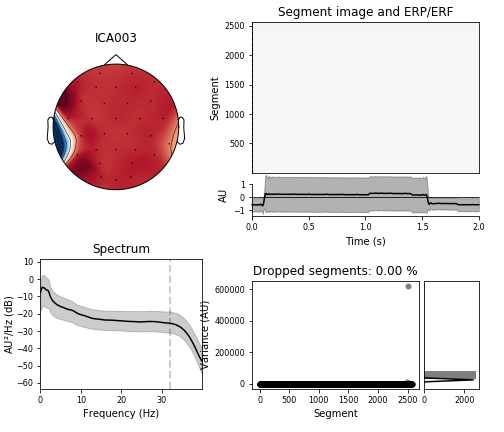 ICA003
Segment image and ERP/ERF
Segment
2500
2000
1500
1000
500
AU
1
0
−1
0.0 0.5 1.0 1.5 2.0
Time (s)
Spectrum
AU²/Hz (dB)
10
0
−10
−20
−30
−40
−50
−60
0 10 20 30
Frequency (Hz)
Dropped segments: 0.00 %
Variance (AU)
600000
400000
200000
0
0 500 1000 1500 2000 2500
Segment
0 2000